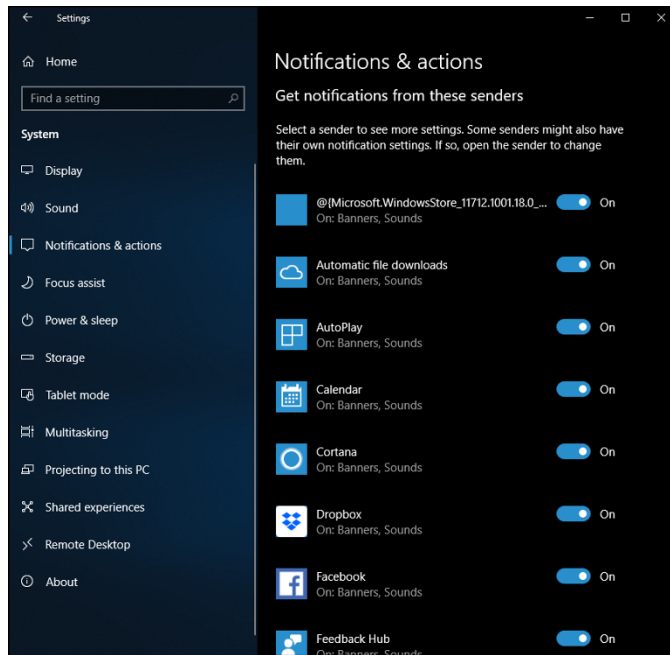 Settings
Home
Find a setting
System
Display
Sound
Notifications & actions
Focus assist
Power & sleep
Storage
Tablet mode
Multitasking
Projecting to this PC
Shared experiences
Remote Desktop
About
Notifications & actions
Get notifications from these senders
Select a sender to see more settings. Some senders might also have
their own notification settings. If so, open the sender to change
them.
@{Microsoft.WindowsStore_11712.1001.18.0_... On
On: Banners, Sounds
Automatic file downloads On
On: Banners, Sounds
AutoPlay On
On: Banners, Sounds
Calendar On
On: Banners, Sounds
Cortana On
On: Banners, Sounds
Dropbox On
On: Banners, Sounds
Facebook On
On: Banners, Sounds
Feedback Hub On
On: Banners, Sounds